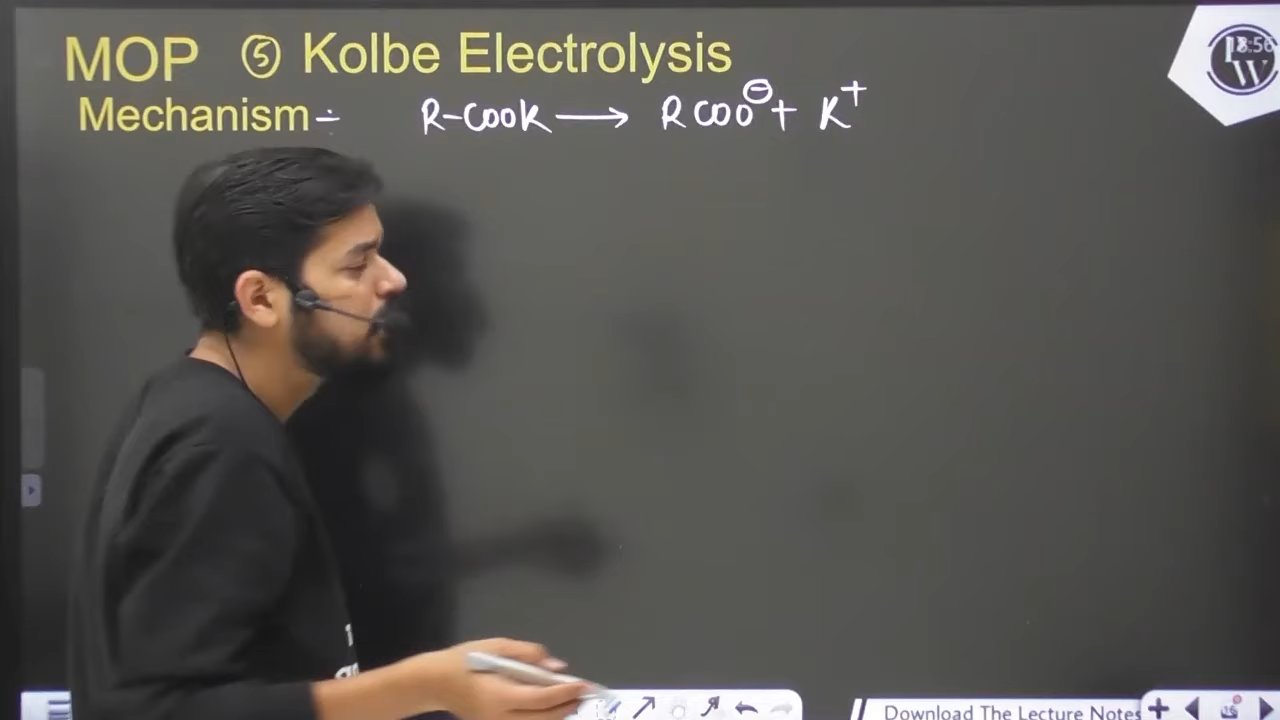 MOP ⑤ Kolbe Electrolysis
Mechanism ÷ R-COOK ⟶ RCOO⊖ + K⁺
Download The Lecture Notes